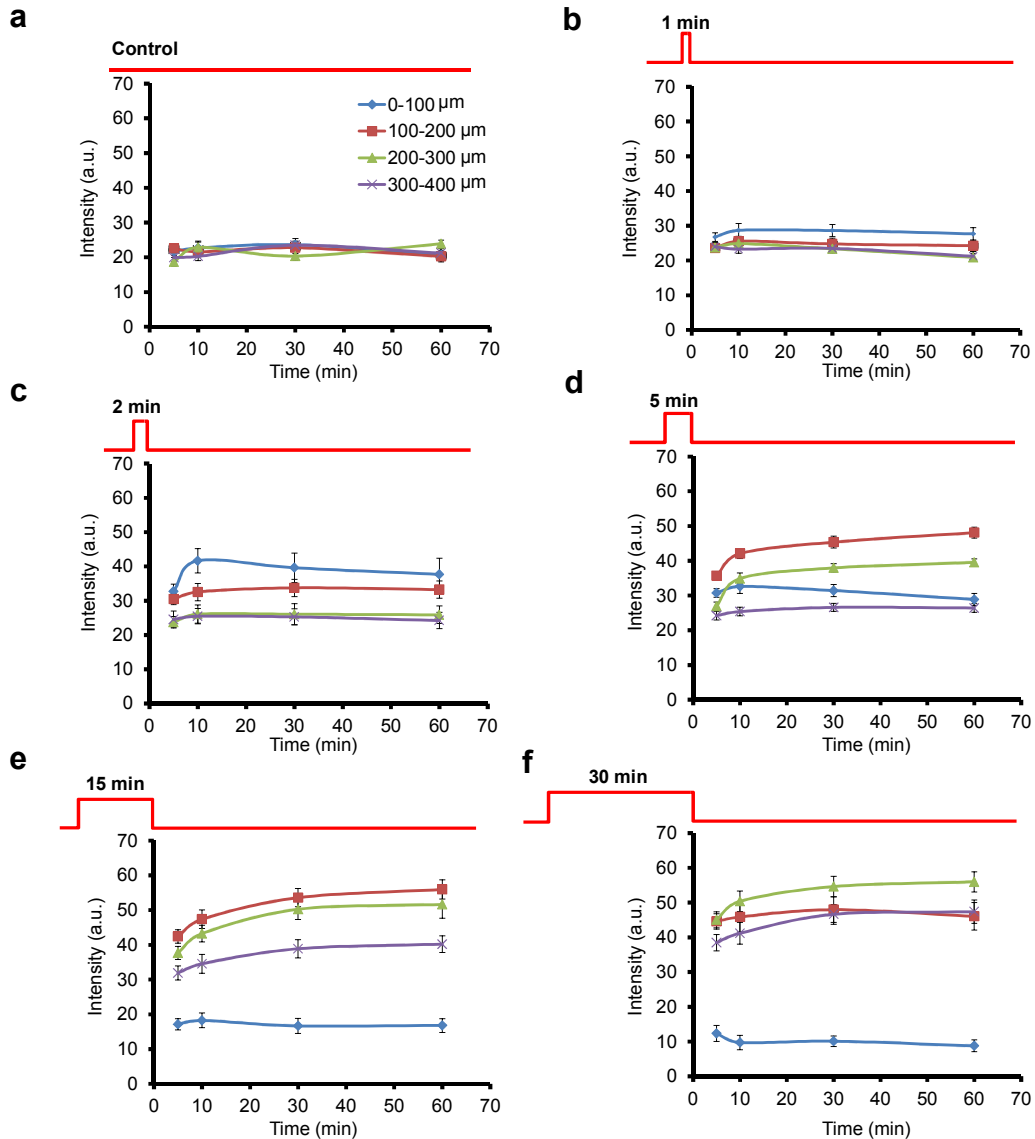 a
Control
Intensity (a.u.)
70
60
50
40
30
20
10
0
0-100 µm
100-200 µm
200-300 µm
300-400 µm
0 10 20 30 40 50 60 70
Time (min)
b
1 min
Intensity (a.u.)
70
60
50
40
30
20
10
0
0 10 20 30 40 50 60 70
Time (min)
c
2 min
Intensity (a.u.)
70
60
50
40
30
20
10
0
0 10 20 30 40 50 60 70
Time (min)
d
5 min
Intensity (a.u.)
70
60
50
40
30
20
10
0
0 10 20 30 40 50 60 70
Time (min)
e
15 min
Intensity (a.u.)
70
60
50
40
30
20
10
0
0 10 20 30 40 50 60 70
Time (min)
f
30 min
Intensity (a.u.)
70
60
50
40
30
20
10
0
0 10 20 30 40 50 60 70
Time (min)